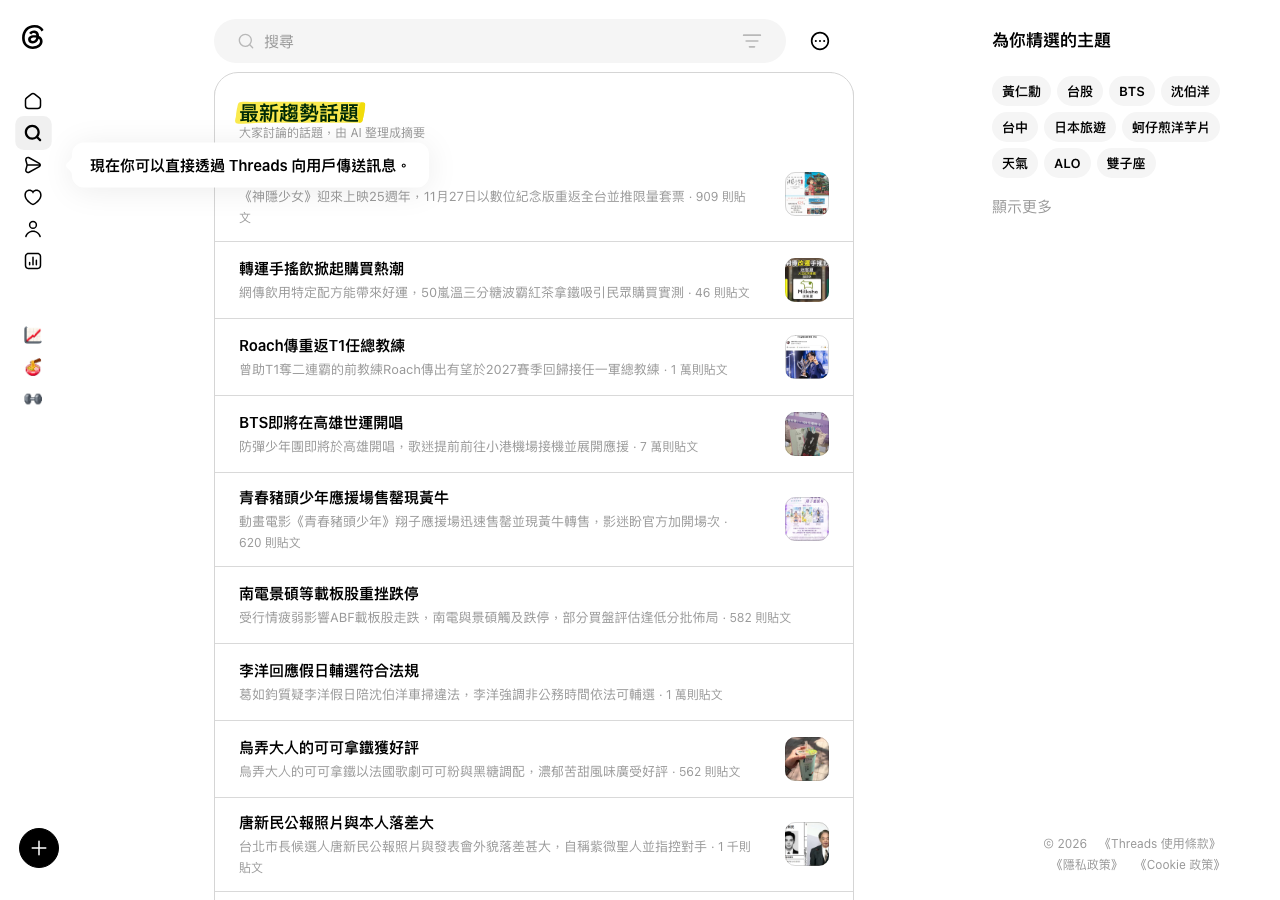 搜尋
最新趨勢話題
大家討論的話題，由 AI 整理成摘要
現在你可以直接透過 Threads 向用戶傳送訊息。
《神隱少女》迎來上映25週年，11月27日以數位紀念版重返全台並推限量套票 · 909 則貼
文
轉運手搖飲掀起購買熱潮
網傳飲用特定配方能帶來好運，50嵐溫三分糖波霸紅茶拿鐵吸引民眾購買實測 · 46 則貼文
Roach傳重返T1任總教練
曾助T1奪二連霸的前教練Roach傳出有望於2027賽季回歸接任一軍總教練 · 1 萬則貼文
BTS即將在高雄世運開唱
防彈少年團即將於高雄開唱，歌迷提前前往小港機場接機並展開應援 · 7 萬則貼文
青春豬頭少年應援場售罄現黃牛
動畫電影《青春豬頭少年》翔子應援場迅速售罄並現黃牛轉售，影迷盼官方加開場次 ·
620 則貼文
南電景碩等載板股重挫跌停
受行情疲弱影響ABF載板股走跌，南電與景碩觸及跌停，部分買盤評估逢低分批佈局 · 582 則貼文
李洋回應假日輔選符合法規
葛如鈞質疑李洋假日陪沈伯洋車掃違法，李洋強調非公務時間依法可輔選 · 1 萬則貼文
烏弄大人的可可拿鐵獲好評
烏弄大人的可可拿鐵以法國歌劇可可粉與黑糖調配，濃郁苦甜風味廣受好評 · 562 則貼文
唐新民公報照片與本人落差大
台北市長候選人唐新民公報照片與發表會外貌落差甚大，自稱紫微聖人並指控對手 · 1 千則
貼文
為你精選的主題
黃仁勳 台股 BTS 沈伯洋
台中 日本旅遊 蚵仔煎洋芋片
天氣 ALO 雙子座
顯示更多
© 2026 《Threads 使用條款》
《隱私政策》 《Cookie 政策》